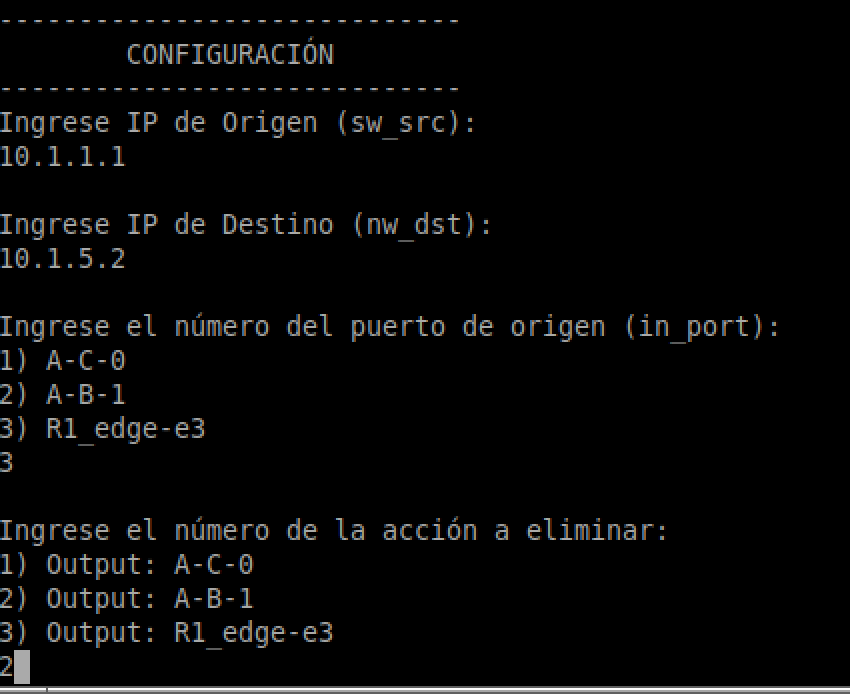 -----------------------------
CONFIGURACIÓN
-----------------------------
Ingrese IP de Origen (sw_src):
10.1.1.1
Ingrese IP de Destino (nw_dst):
10.1.5.2
Ingrese el número del puerto de origen (in_port):
1) A-C-0
2) A-B-1
3) R1_edge-e3
3
Ingrese el número de la acción a eliminar:
1) Output: A-C-0
2) Output: A-B-1
3) Output: R1_edge-e3
2